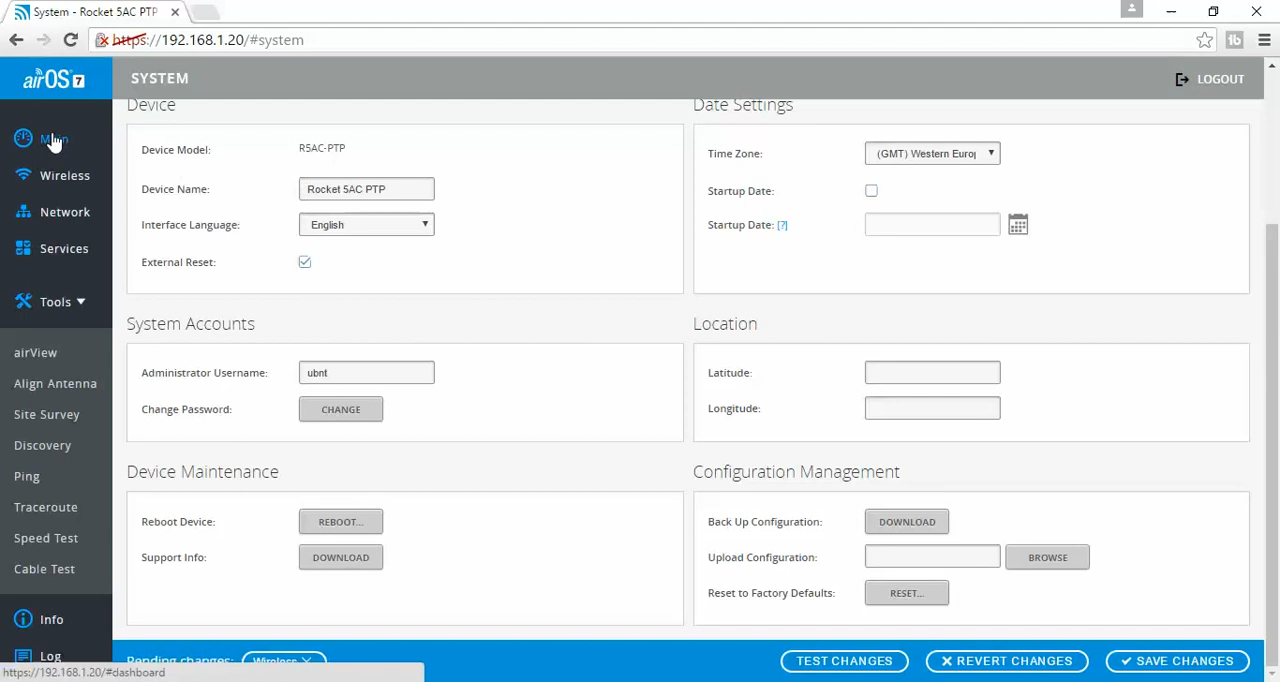 System - Rocket 5AC PTP
https://192.168.1.20/#system
airOS 7
SYSTEM
LOGOUT
Main
Wireless
Network
Services
Tools
airView
Align Antenna
Site Survey
Discovery
Ping
Traceroute
Speed Test
Cable Test
Info
Log
Device
Device Model: R5AC-PTP
Device Name: Rocket 5AC PTP
Interface Language: English
External Reset:
Date Settings
Time Zone: (GMT) Western Europ
Startup Date:
Startup Date: [?]
System Accounts
Administrator Username: ubnt
Change Password: CHANGE
Location
Latitude:
Longitude:
Device Maintenance
Reboot Device: REBOOT...
Support Info: DOWNLOAD
Configuration Management
Back Up Configuration: DOWNLOAD
Upload Configuration: BROWSE
Reset to Factory Defaults: RESET...
Pending changes: Wireless
TEST CHANGES
REVERT CHANGES
SAVE CHANGES
https://192.168.1.20/#dashboard